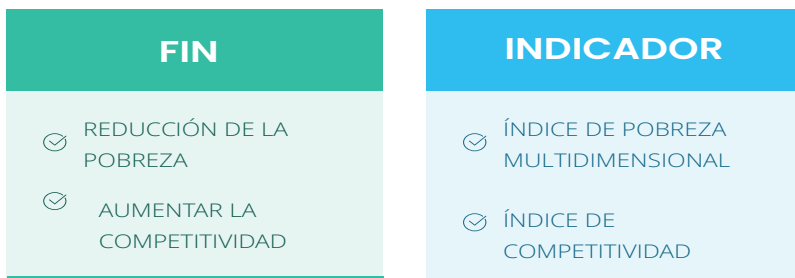 FIN
REDUCCIÓN DE LA
POBREZA
AUMENTAR LA
COMPETITIVIDAD
INDICADOR
ÍNDICE DE POBREZA
MULTIDIMENSIONAL
ÍNDICE DE
COMPETITIVIDAD